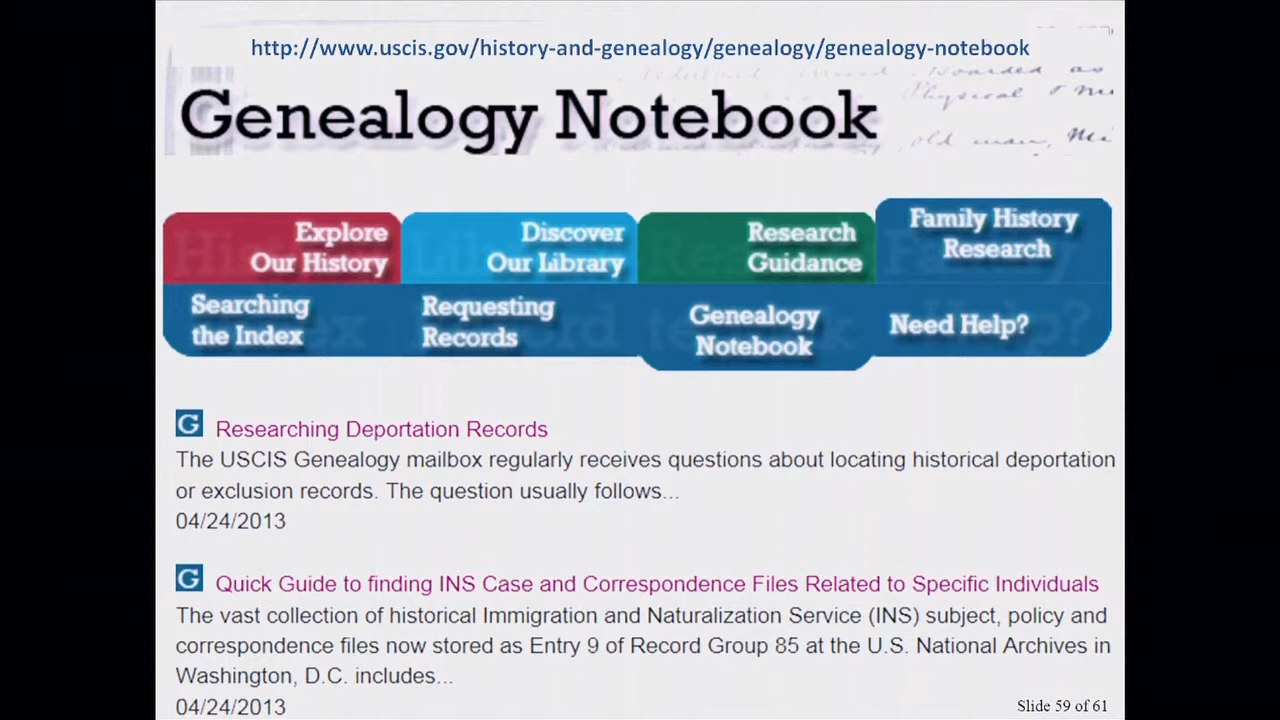 http://www.uscis.gov/history-and-genealogy/genealogy/genealogy-notebook
Genealogy Notebook
Explore
Our History
Discover
Our Library
Research
Guidance
Family History
Research
Searching
the Index
Requesting
Records
Genealogy
Notebook
Need Help?
G Researching Deportation Records
The USCIS Genealogy mailbox regularly receives questions about locating historical deportation
or exclusion records. The question usually follows...
04/24/2013
G Quick Guide to finding INS Case and Correspondence Files Related to Specific Individuals
The vast collection of historical Immigration and Naturalization Service (INS) subject, policy and
correspondence files now stored as Entry 9 of Record Group 85 at the U.S. National Archives in
Washington, D.C. includes...
04/24/2013
Slide 59 of 61